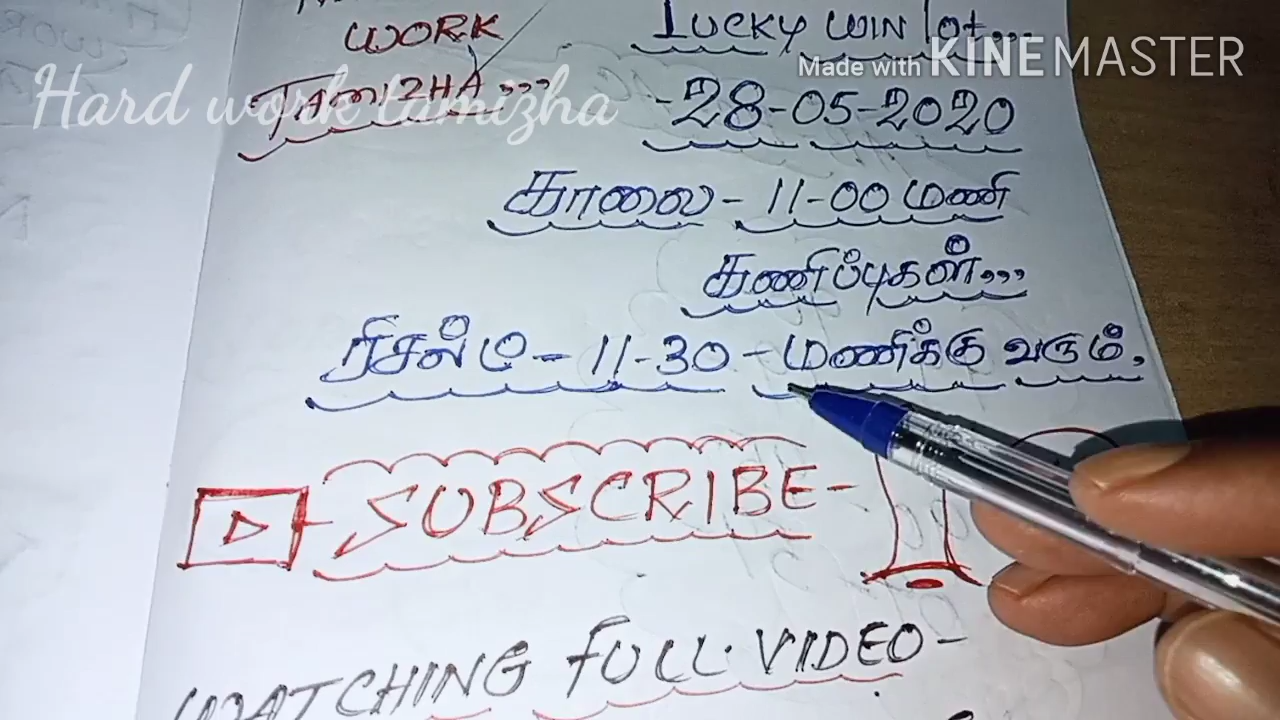 WORK
TAMIZHA,,,
Hard work tamizha
LUCKY WIN lot,,,
Made with KINEMASTER
-28-05-2020
காலை - 11-00 மணி
கணிப்புகள்,,,
ரிசல்ட் - 11-30 - மணிக்கு வரும்,
SUBSCRIBE-
WATCHING FULL VIDEO-